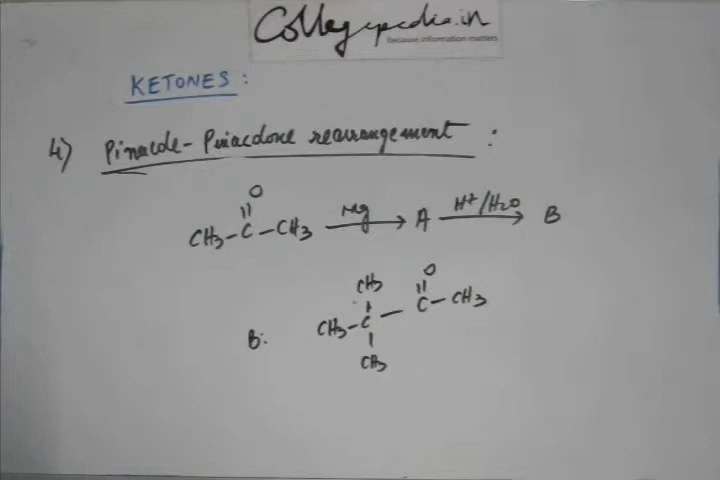 Collegepedia.in
because information matters
KETONES :
4) Pinacole - Pinacolone rearrangement :
O
CH3 - C - CH3 Mg → A H+/H2O → B
CH3 O
B: CH3 - C - C - CH3
CH3